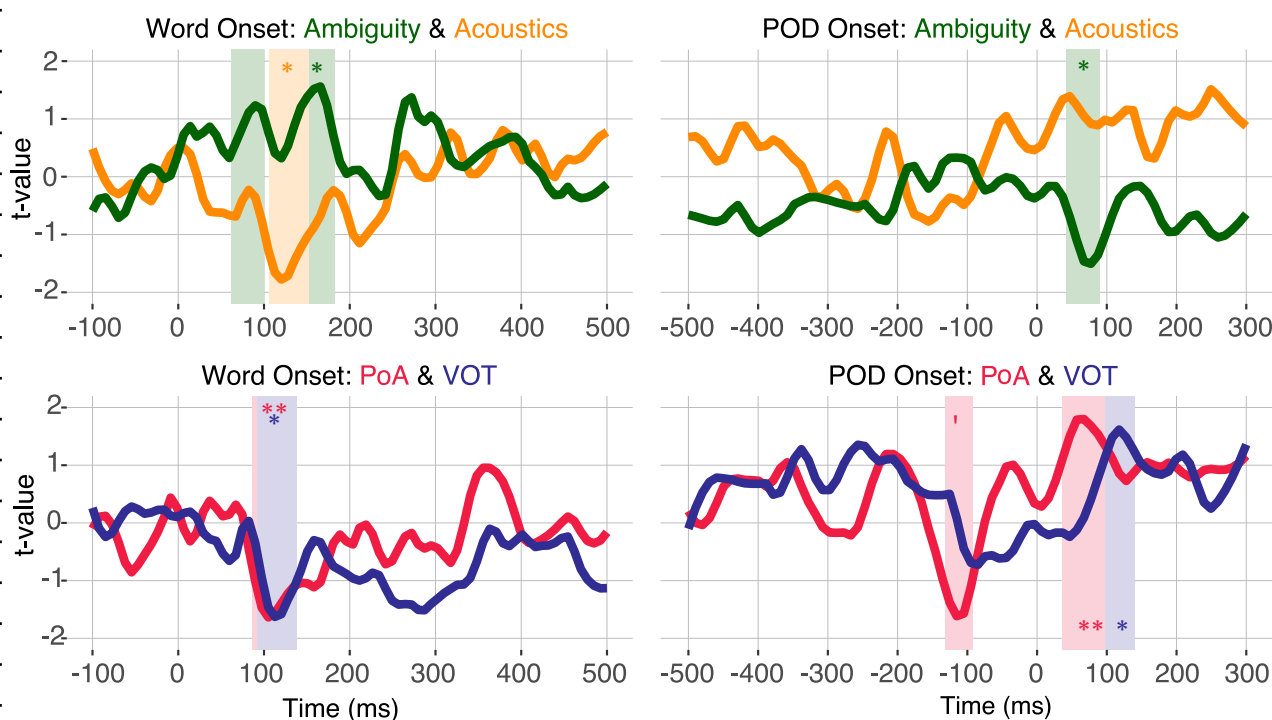 Word Onset: Ambiguity & Acoustics
POD Onset: Ambiguity & Acoustics
t-value
2
1
0
-1
-2
* *
*
-100 0 100 200 300 400 500
-500 -400 -300 -200 -100 0 100 200 300
Word Onset: PoA & VOT
POD Onset: PoA & VOT
t-value
2
1
0
-1
-2
**
*
'
** *
-100 0 100 200 300 400 500
-500 -400 -300 -200 -100 0 100 200 300
Time (ms)
Time (ms)